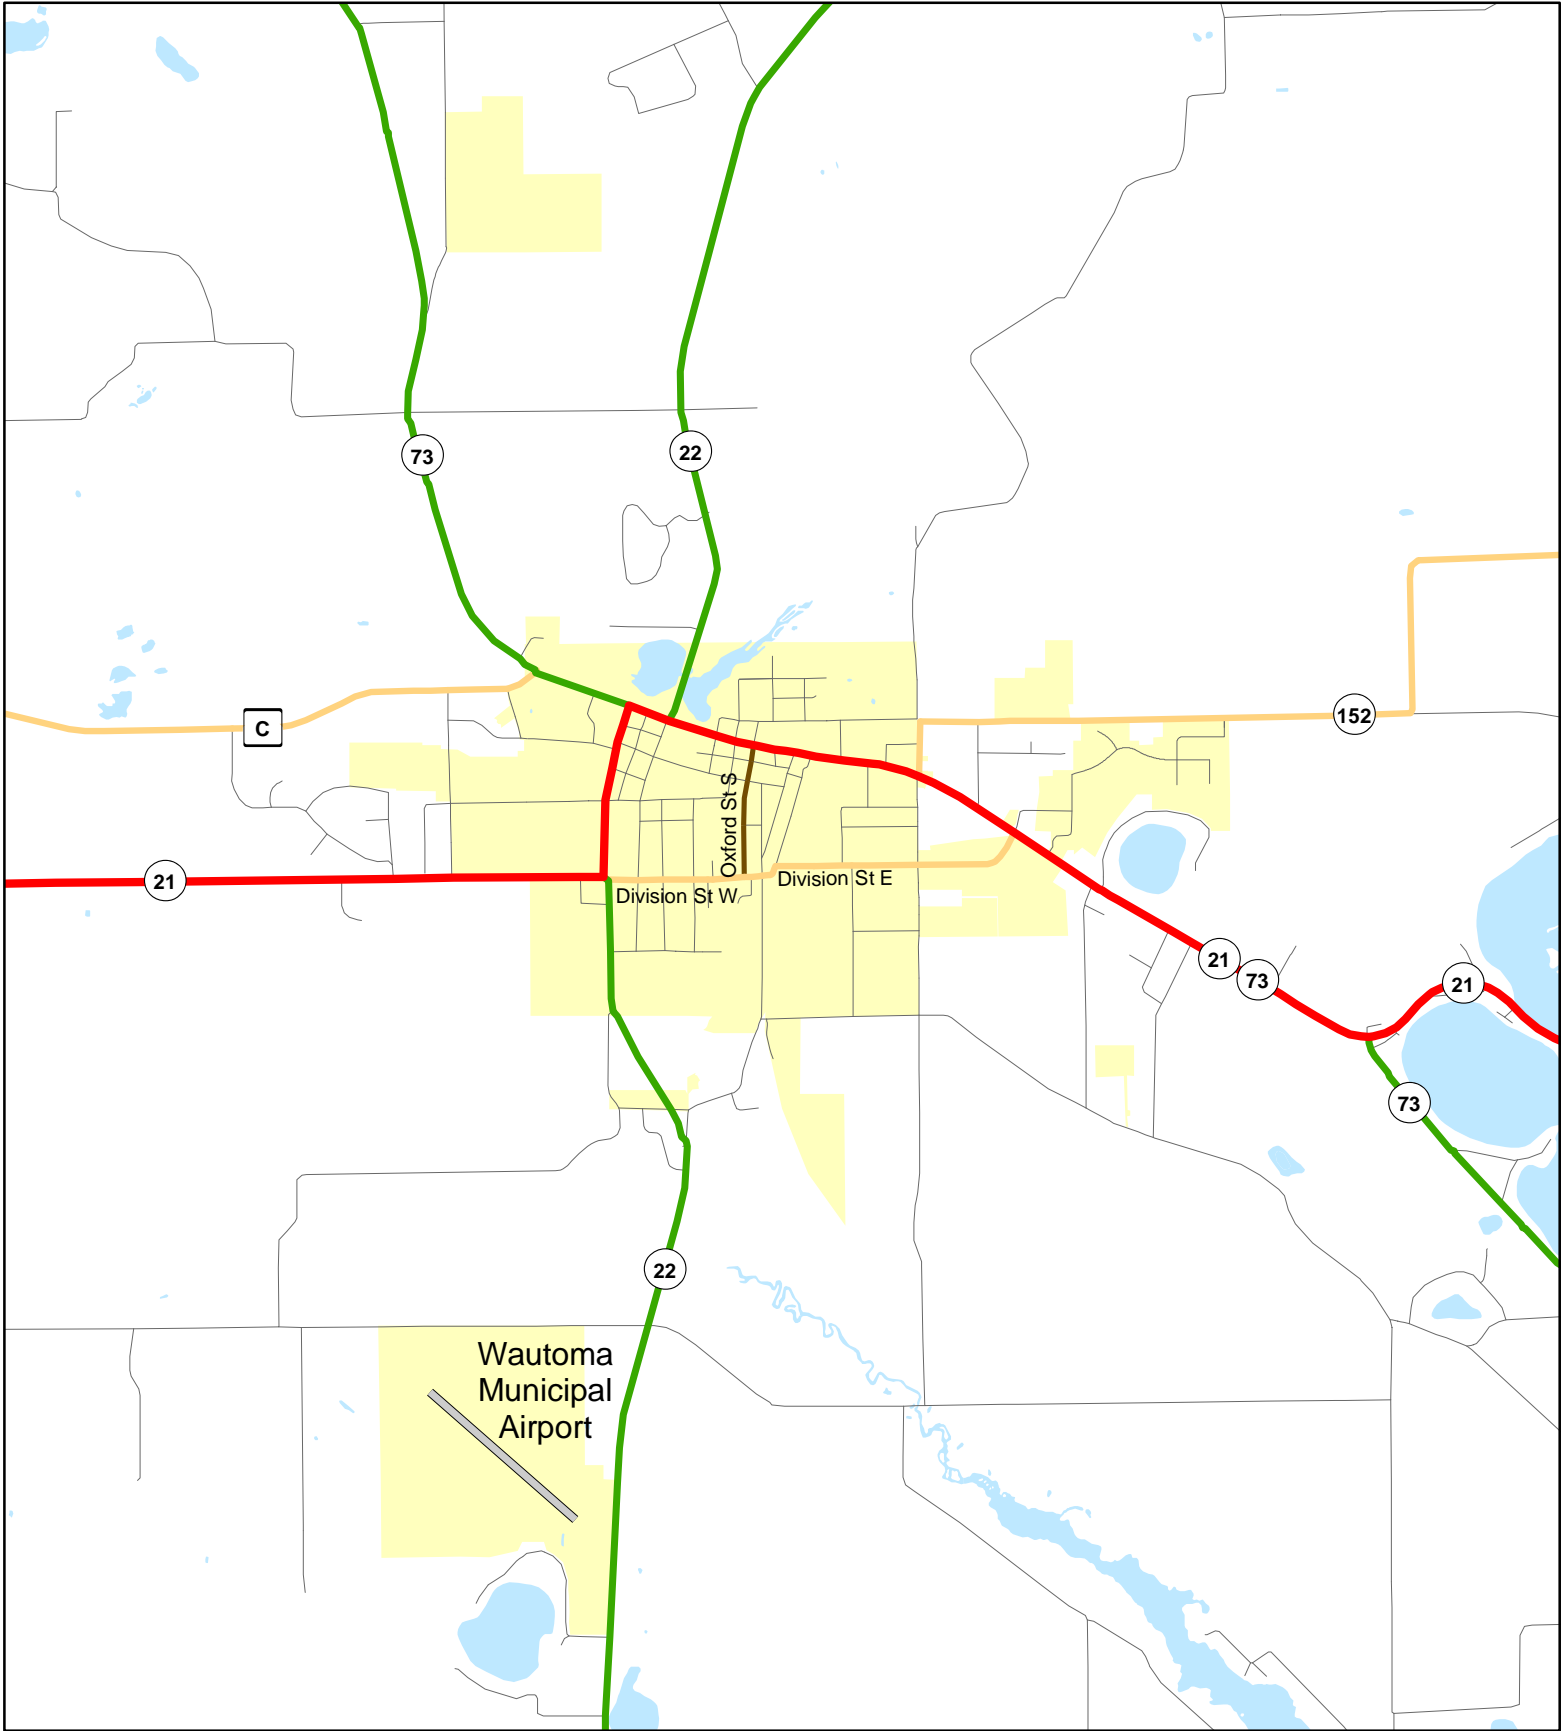 73
22
C
152
Oxford St S
21
Division St W
Division St E
21
73
21
73
22
Wautoma
Municipal
Airport